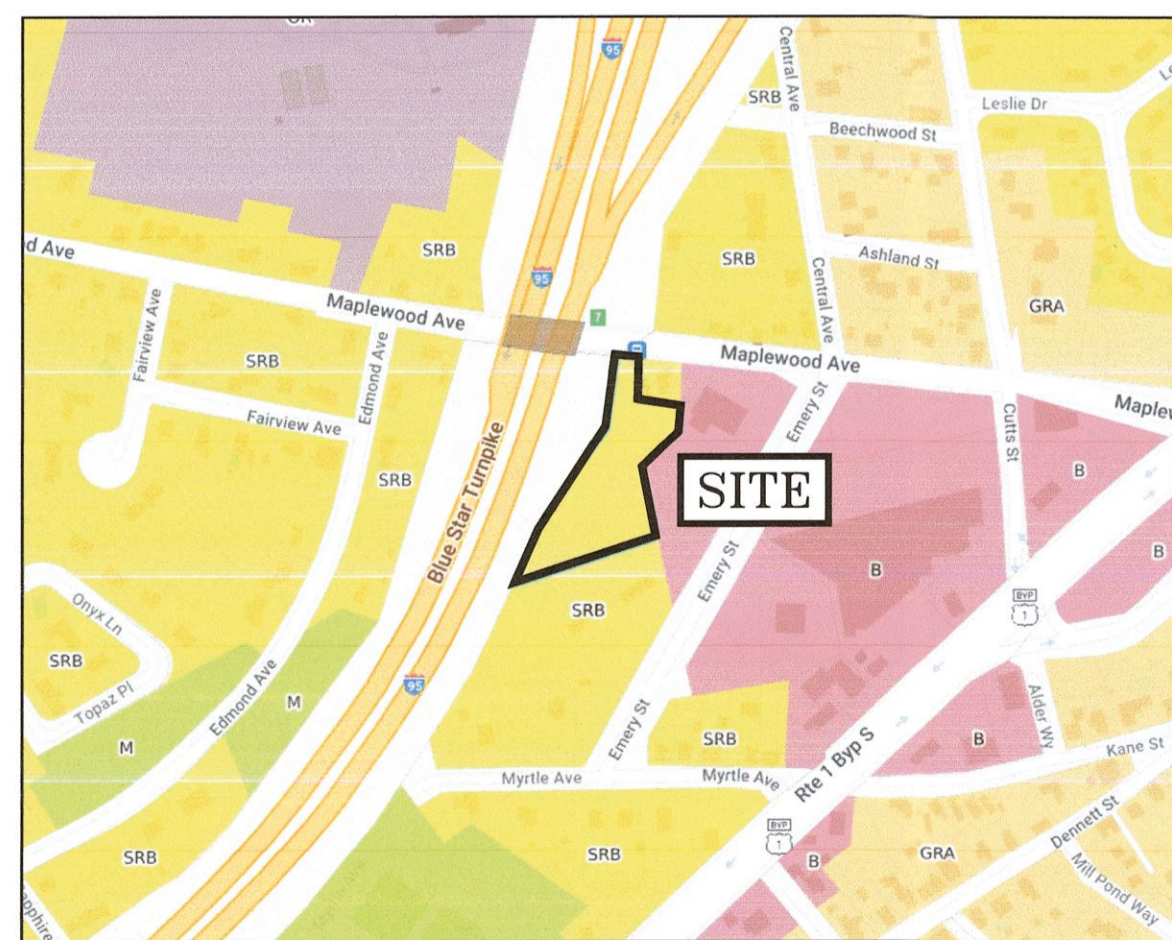 95
Central Ave
SRB
Leslie Dr
Beechwood St
d Ave
SRB
95
SRB
Ashland St
Central Ave
GRA
Maplewood Ave
7
Maplewood Ave
Fairview Ave
SRB
Edmond Ave
Fairview Ave
Emery St
Cutts St
SRB
Blue Star Turnpike
SITE
B
B
B
Emery St
SRB
Onyx Ln
SRB
Topaz Pl
Edmond Ave
M
M
95
BYP
1
Emery St
SRB
B
Alder Wy
Kane St
Myrtle Ave
Myrtle Ave
Rte 1 Byp S
SRB
SRB
BYP
1
B
GRA
Dennett St
Mill Pond Way